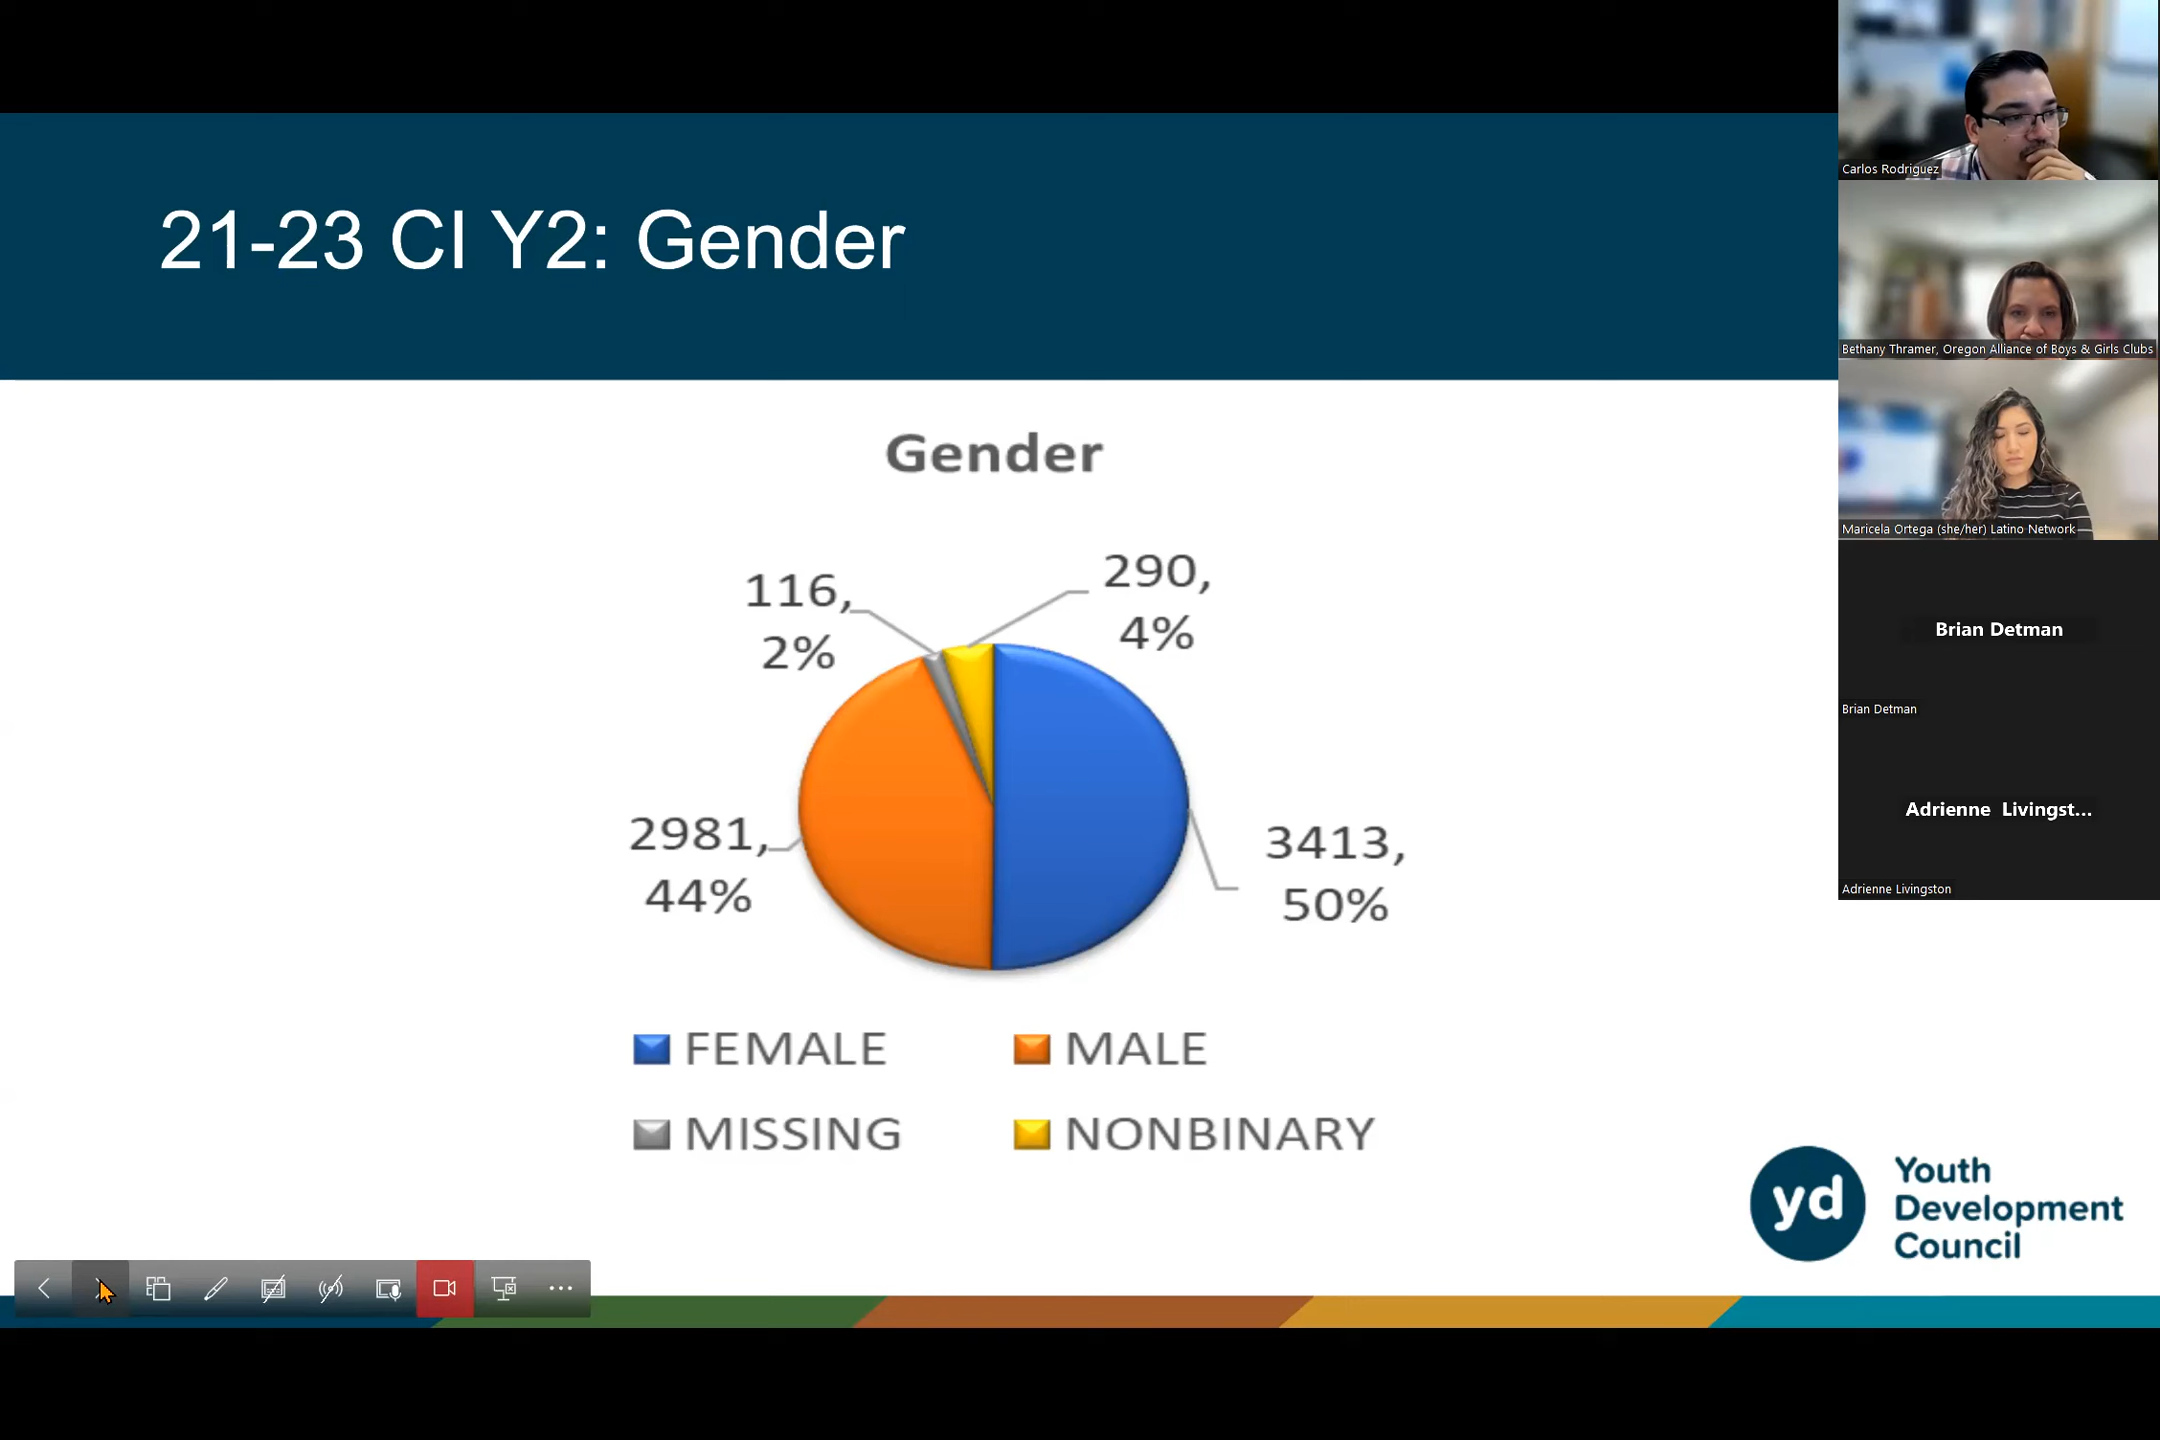 21-23 CI Y2: Gender
Gender
116,
2%
290,
4%
2981,
44%
3413,
50%
FEMALE
MALE
MISSING
NONBINARY
yd
Youth
Development
Council
Carlos Rodriguez
Bethany Thramer, Oregon Alliance of Boys & Girls Clubs
Maricela Ortega (she/her) Latino Network
Brian Detman
Brian Detman
Adrienne Livingst...
Adrienne Livingston